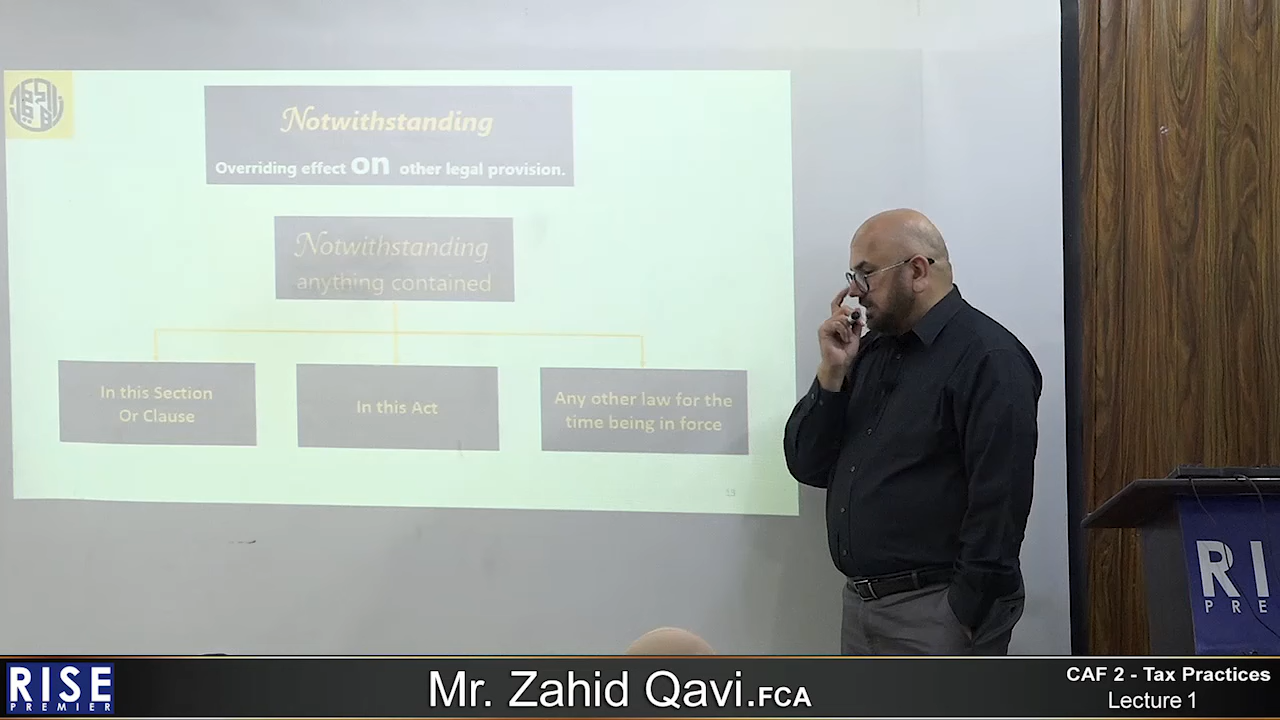 Notwithstanding
Overriding effect on other legal provision.
Notwithstanding
anything contained
In this Section
Or Clause
In this Act
Any other law for the
time being in force
13
RI
PRE
RISE
PREMIER
Mr. Zahid Qavi.FCA
CAF 2 - Tax Practices
Lecture 1